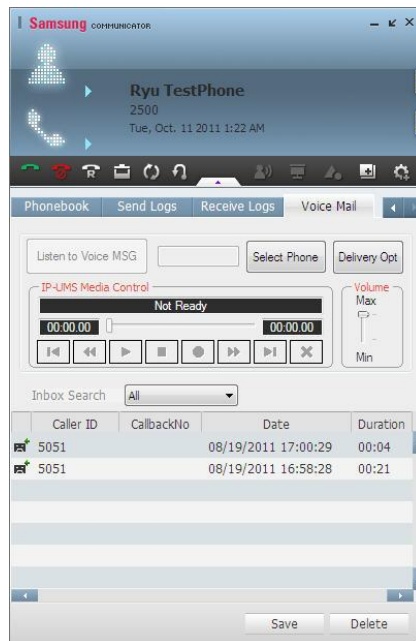 Samsung COMMUNICATOR
Ryu TestPhone
2500
Tue, Oct. 11 2011 1:22 AM
R
Phonebook Send Logs Receive Logs Voice Mail
Listen to Voice MSG Select Phone Delivery Opt
IP-UMS Media Control Volume
Not Ready Max
00:00.00 00:00.00
Min
Inbox Search All
Caller ID CallbackNo Date Duration
5051 08/19/2011 17:00:29 00:04
5051 08/19/2011 16:58:28 00:21
Save Delete